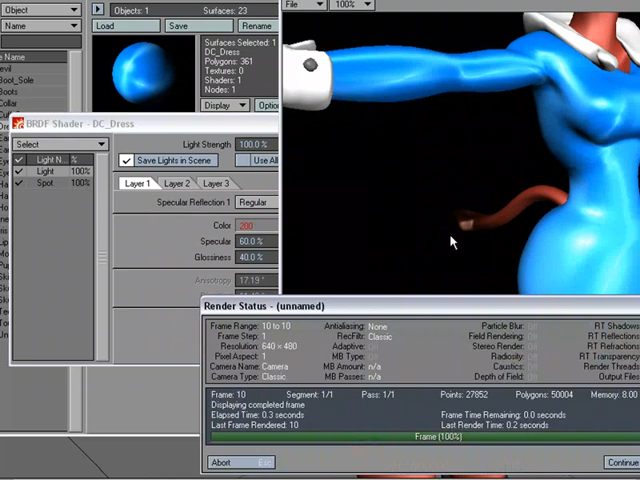 Object
Objects: 1
Surfaces: 23
File
100%
Name
Load
Save
Rename
e Name
evil
Boot_Sole
Boots
Collar
Surfaces Selected: 1
DC_Dress
Polygons: 361
Textures: 0
Shaders: 1
Nodes: 1
Display
BRDF Shader - DC_Dress
Select
Light Strength
100.0 %
Save Lights in Scene
Use All
Light N...
%
Light
100%
Spot
100%
Layer 1
Layer 2
Layer 3
Specular Reflection 1
Regular
Color
200
Specular
60.0 %
Glossiness
40.0 %
Anisotropy
17.19 °
Render Status - (unnamed)
Frame Range: 10 to 10
Antialiasing: None
Particle Blur:
RT Shadows
Frame Step: 1
RecFilt: Classic
Field Rendering:
RT Reflections
Resolution: 640 × 480
Adaptive:
Stereo Render:
RT Refractions
Pixel Aspect: 1
MB Type:
Radiosity:
RT Transparency
Camera Name: Camera
MB Amount: n/a
Caustics:
Render Threads
Camera Type: Classic
MB Passes: n/a
Depth of Field:
Output Files
Frame: 10
Segment: 1/1
Pass: 1/1
Points: 27852
Polygons: 50004
Memory: 8.00
Displaying completed frame
Elapsed Time: 0.3 seconds
Frame Time Remaining: 0.0 seconds
Last Frame Rendered: 10
Last Render Time: 0.2 seconds
Frame (100%)
Abort
Esc
Continue